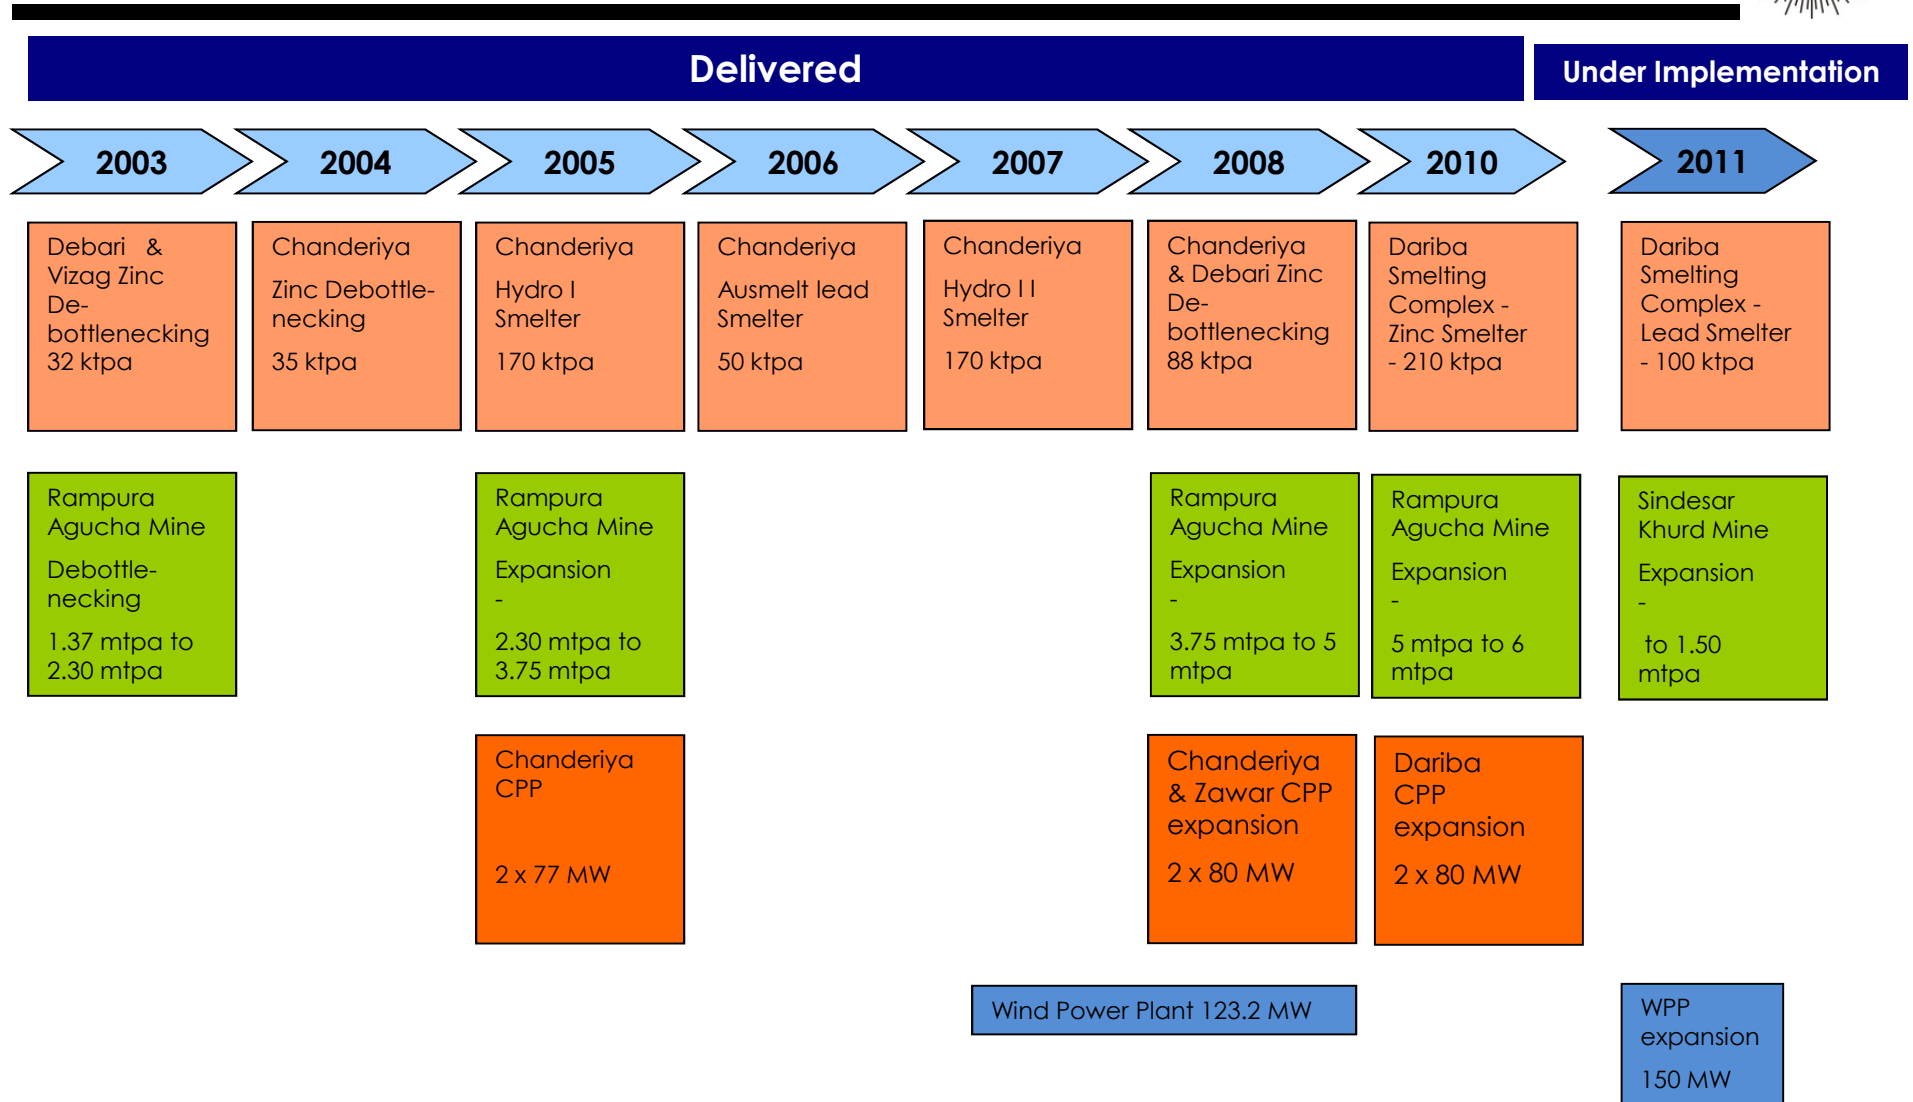 Delivered
Under Implementation
2003
2004
2005
2006
2007
2008
2010
2011
Debari & 
Vizag Zinc
De-
bottlenecking
32 ktpa
Chanderiya
Zinc Debottle-
necking
35 ktpa
Chanderiya
Hydro I
Smelter
170 ktpa
Chanderiya
Ausmelt lead
Smelter
50 ktpa
Chanderiya
Hydro I I
Smelter
170 ktpa
Chanderiya
& Debari Zinc
De-
bottlenecking
88 ktpa
Dariba
Smelting
Complex -
Zinc Smelter
- 210 ktpa
Dariba
Smelting
Complex -
Lead Smelter
- 100 ktpa
Rampura
Agucha Mine
Debottle-
necking
1.37 mtpa to
2.30 mtpa
Rampura
Agucha Mine
Expansion
-
2.30 mtpa to
3.75 mtpa
Rampura
Agucha Mine
Expansion
-
3.75 mtpa to 5
mtpa
Rampura
Agucha Mine
Expansion
-
5 mtpa to 6
mtpa
Sindesar
Khurd Mine
Expansion
-
to 1.50
mtpa
Chanderiya
CPP
2 x 77 MW
Chanderiya
& Zawar CPP
expansion
2 x 80 MW
Dariba
CPP
expansion
2 x 80 MW
Wind Power Plant 123.2 MW
WPP
expansion
150 MW